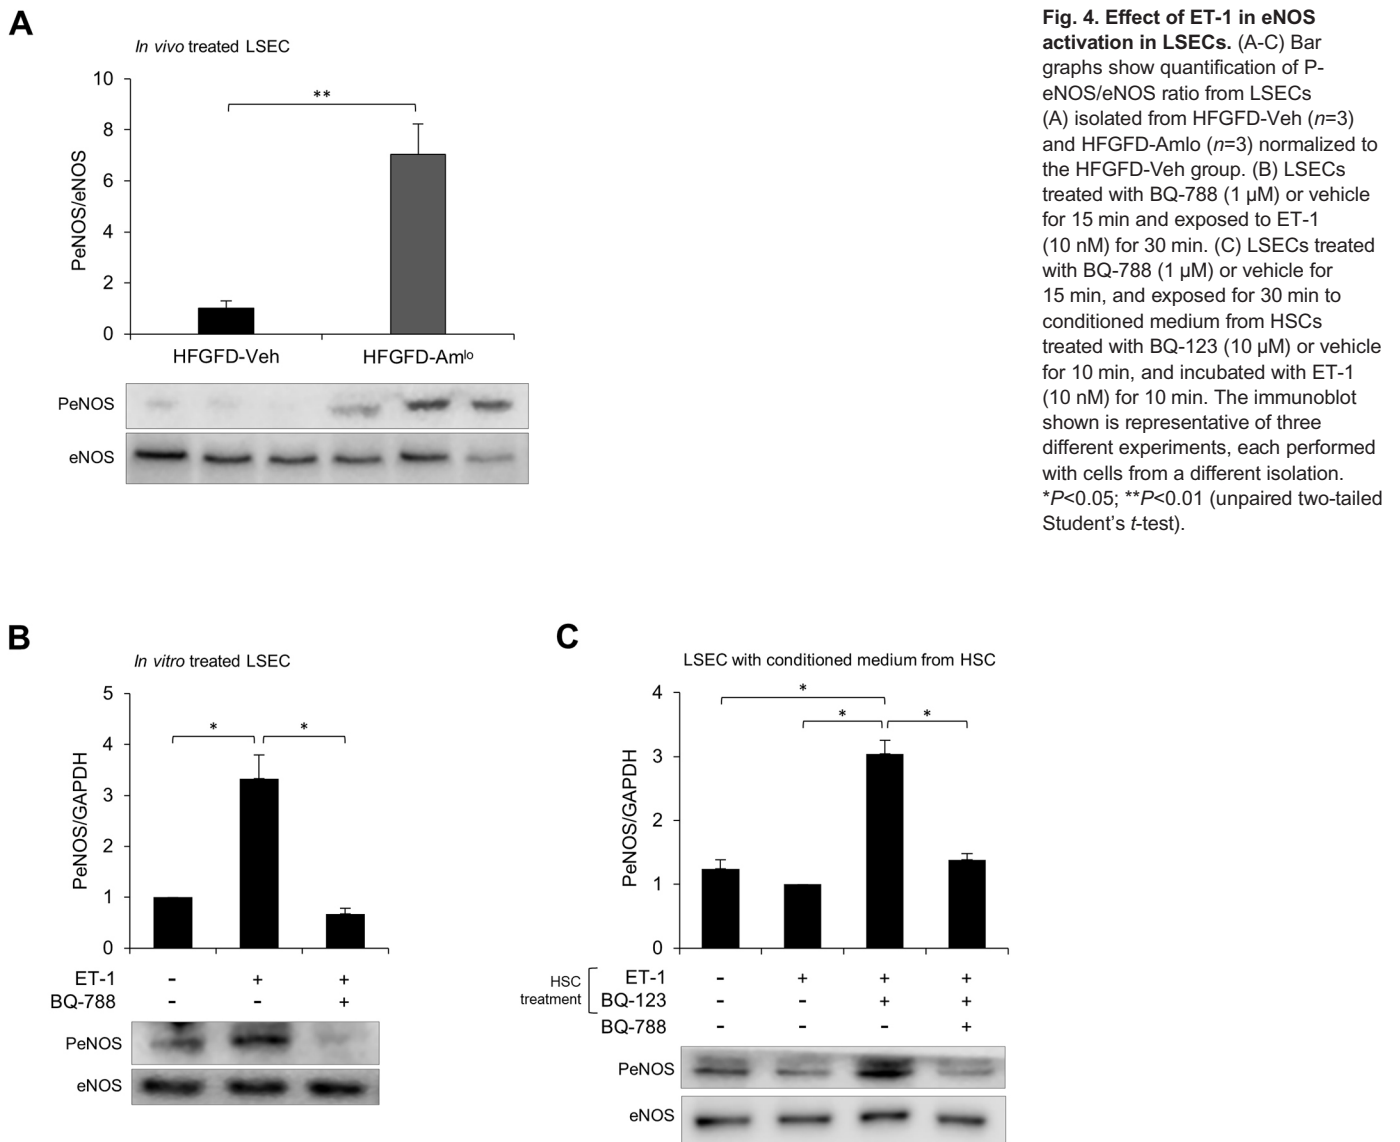 A
In vivo treated LSEC
10
8
6
4
2
0
PeNOS/eNOS
**
HFGFD-Veh
HFGFD-Amlo
PeNOS
eNOS
Fig. 4. Effect of ET-1 in eNOS
activation in LSECs. (A-C) Bar
graphs show quantification of P-
eNOS/eNOS ratio from LSECs
(A) isolated from HFGFD-Veh (n=3)
and HFGFD-Amlo (n=3) normalized to
the HFGFD-Veh group. (B) LSECs
treated with BQ-788 (1 µM) or vehicle
for 15 min and exposed to ET-1
(10 nM) for 30 min. (C) LSECs treated
with BQ-788 (1 µM) or vehicle for
15 min, and exposed for 30 min to
conditioned medium from HSCs
treated with BQ-123 (10 µM) or vehicle
for 10 min, and incubated with ET-1
(10 nM) for 10 min. The immunoblot
shown is representative of three
different experiments, each performed
with cells from a different isolation.
*P<0.05; **P<0.01 (unpaired two-tailed
Student's t-test).
B
In vitro treated LSEC
5
4
3
2
1
0
PeNOS/GAPDH
* *
ET-1 - + +
BQ-788 - - +
PeNOS
eNOS
C
LSEC with conditioned medium from HSC
4
3
2
1
0
PeNOS/GAPDH
*
* *
HSC
treatment
ET-1 - + + +
BQ-123 - - + +
BQ-788 - - - +
PeNOS
eNOS